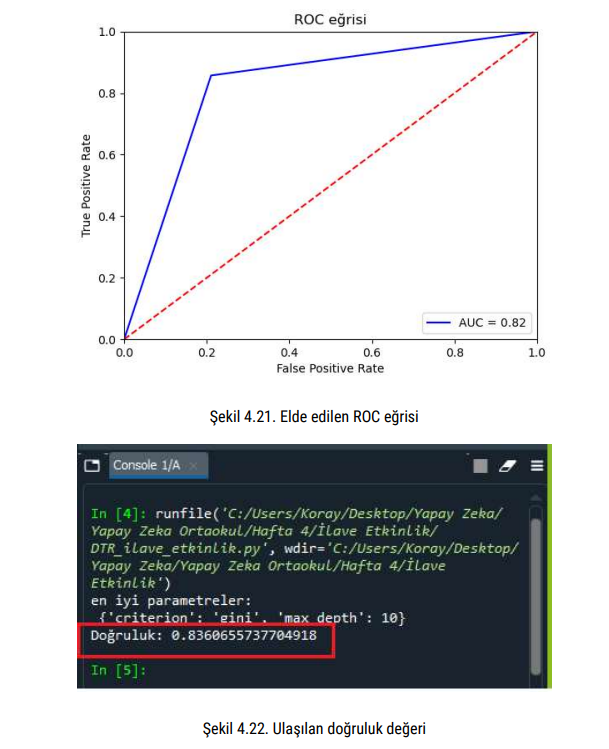 ROC eğrisi
1.0
0.8
0.6
0.4
0.2
0.0
True Positive Rate
AUC = 0.82
0.0 0.2 0.4 0.6 0.8 1.0
False Positive Rate
Şekil 4.21. Elde edilen ROC eğrisi
Console 1/A
In [4]: runfile('C:/Users/Koray/Desktop/Yapay Zeka/
Yapay Zeka Ortaokul/Hafta 4/İlave Etkinlik/
DTR_ilave_etkinlik.py', wdir='C:/Users/Koray/Desktop/
Yapay Zeka/Yapay Zeka Ortaokul/Hafta 4/İlave
Etkinlik')
en iyi parametreler:
{'criterion': 'gini', 'max_depth': 10}
Doğruluk: 0.8360655737704918
In [5]:
Şekil 4.22. Ulaşılan doğruluk değeri